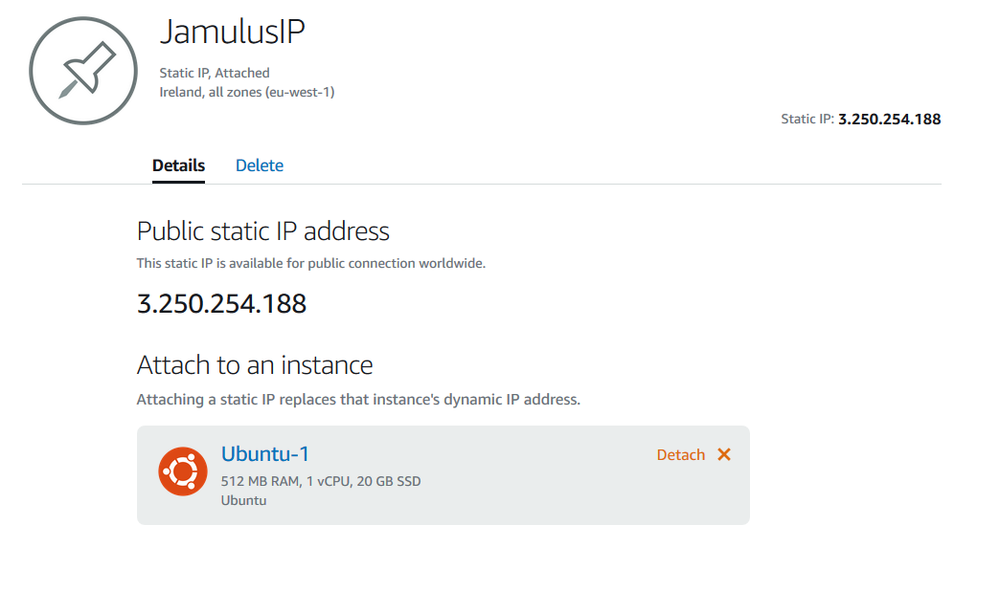 JamulusIP
Static IP, Attached
Ireland, all zones (eu-west-1)
Static IP: 3.250.254.188
Details Delete
Public static IP address
This static IP is available for public connection worldwide.
3.250.254.188
Attach to an instance
Attaching a static IP replaces that instance's dynamic IP address.
Ubuntu-1
Detach
512 MB RAM, 1 vCPU, 20 GB SSD
Ubuntu